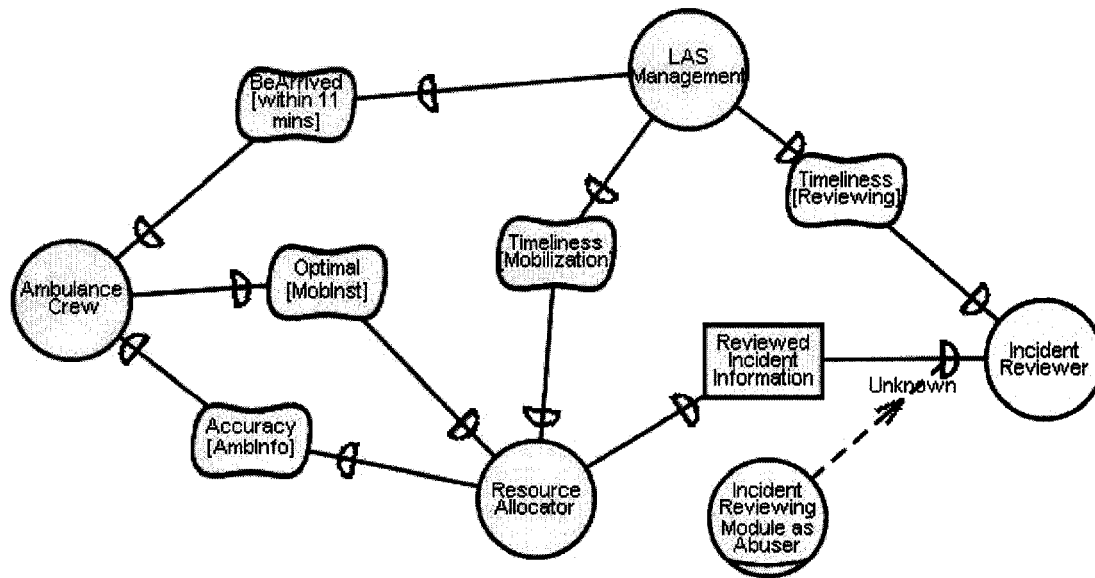 LAS
Management
BeArrived
[within 11
mins]
Timeliness
[Reviewing]
Timeliness
[Mobilization]
Optimal
[MobInst]
Ambulance
Crew
Reviewed
Incident
Information
Incident
Reviewer
Unknown
Accuracy
[AmbInfo]
Resource
Allocator
Incident
Reviewing
Module as
Abuser